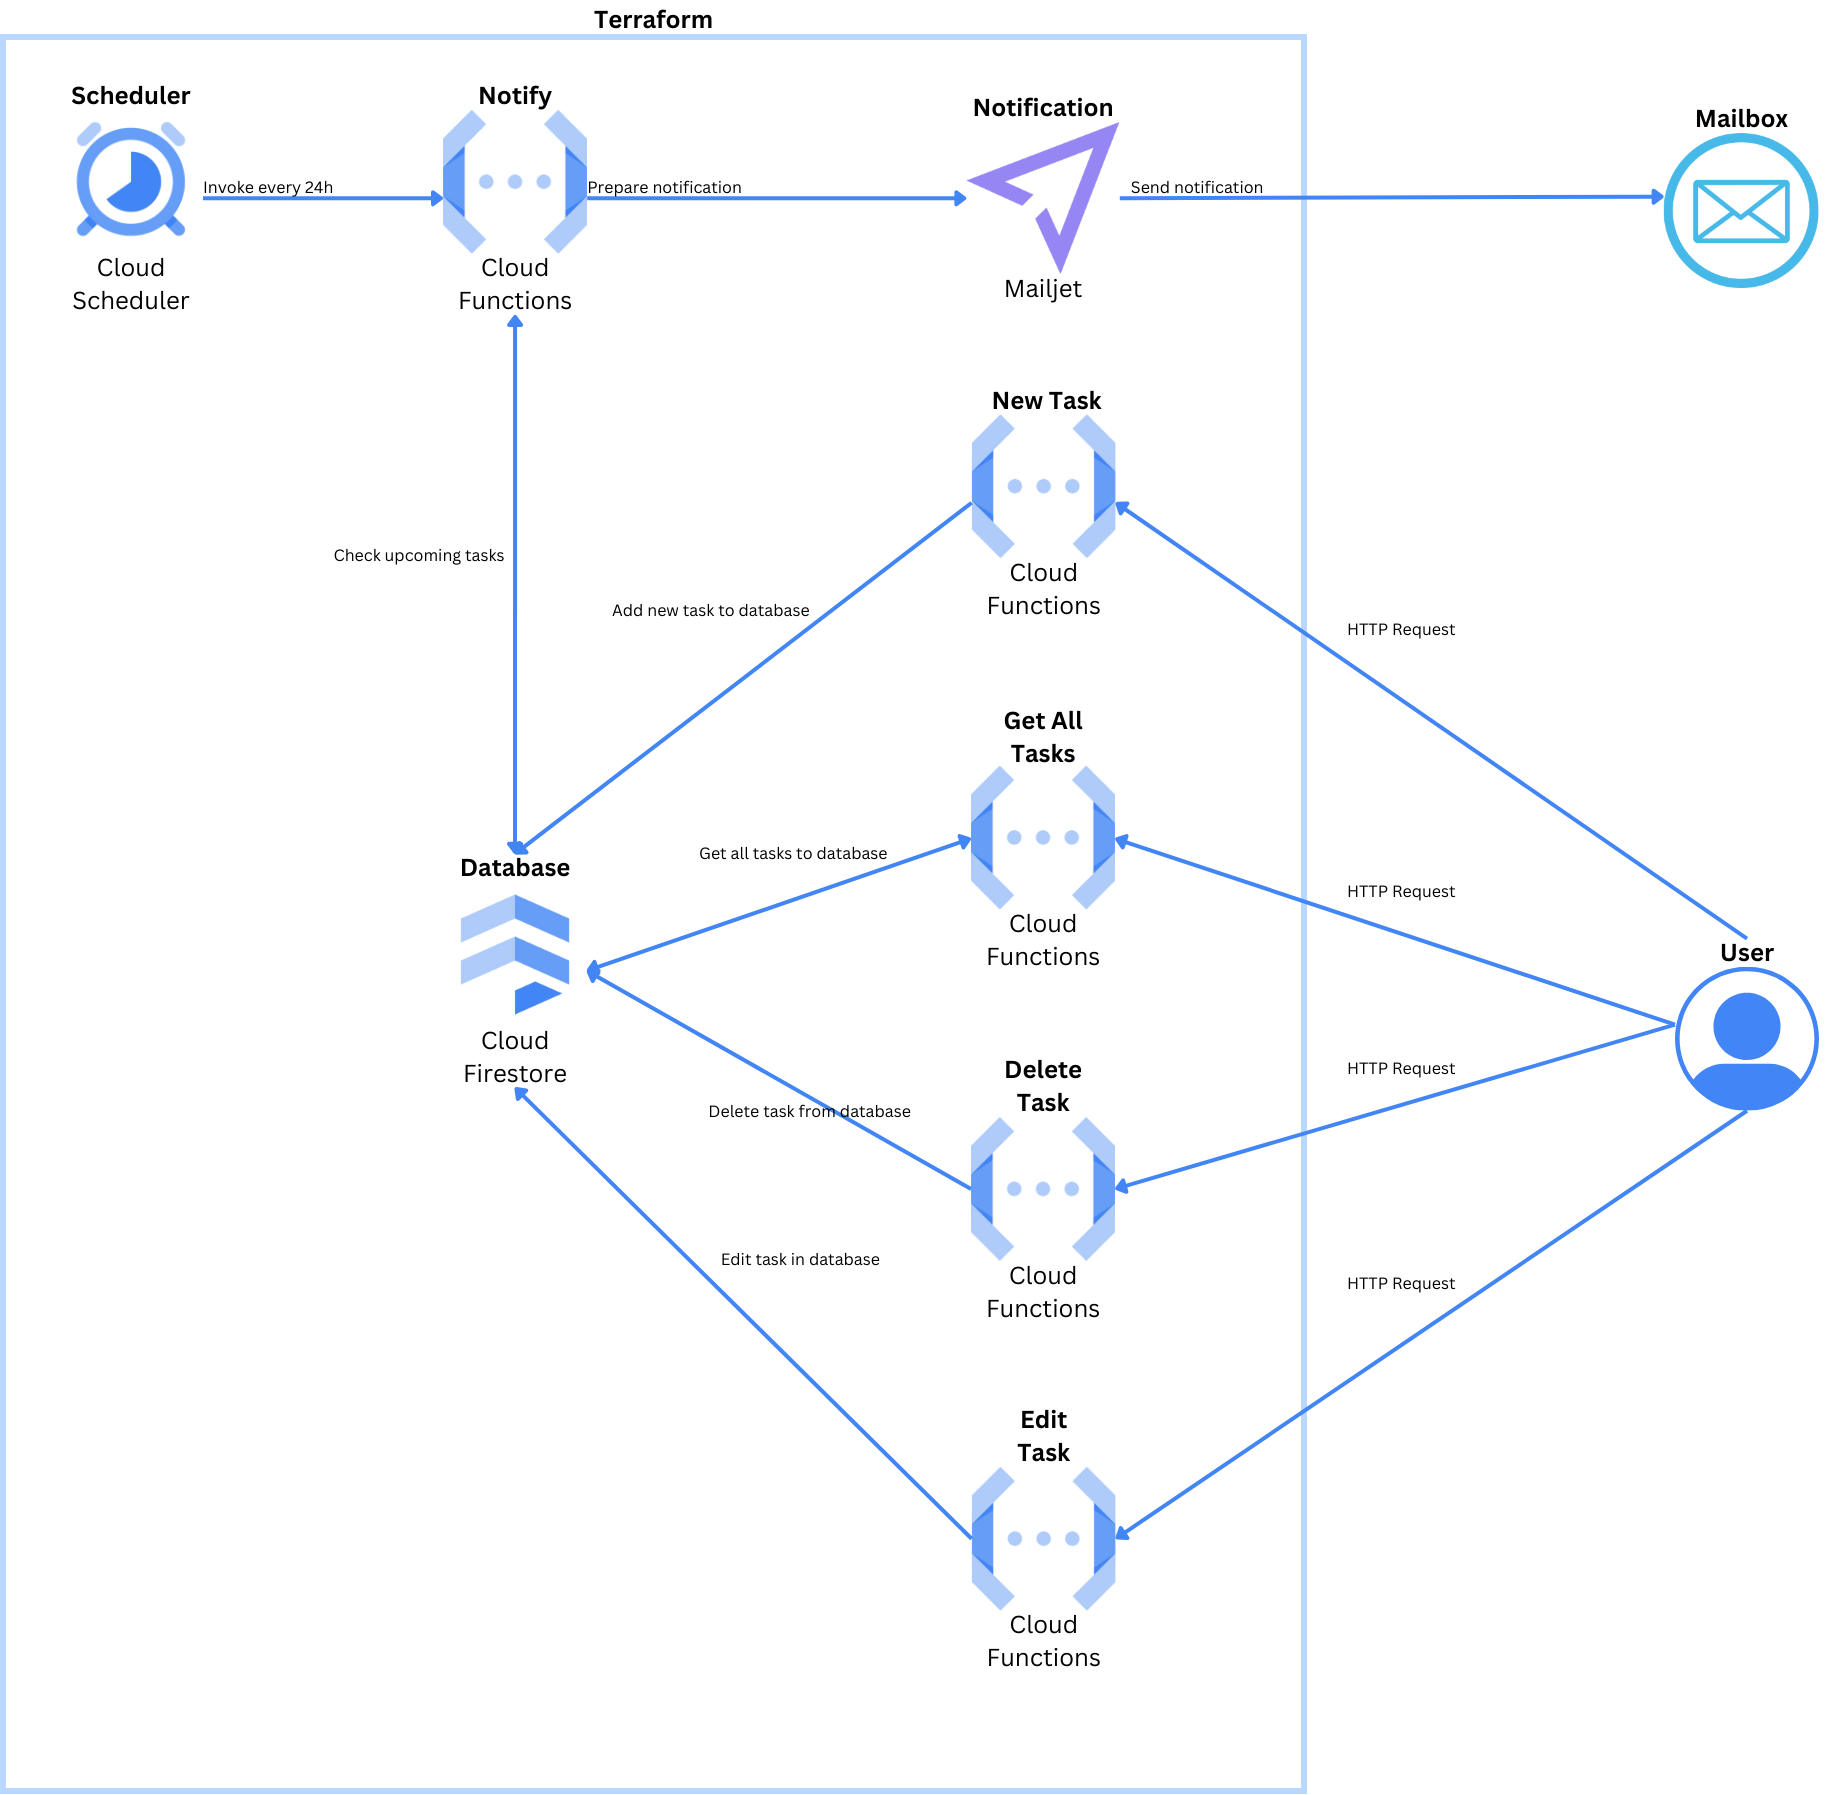 Terraform
Scheduler
Notify
Notification
Mailbox
Invoke every 24h
Prepare notification
Send notification
Cloud
Scheduler
Cloud
Functions
Mailjet
New Task
Cloud
Functions
Check upcoming tasks
Add new task to database
HTTP Request
Get All
Tasks
Cloud
Functions
Get all tasks to database
HTTP Request
Database
Cloud
Firestore
User
Delete
Task
Cloud
Functions
HTTP Request
Delete task from database
Edit task in database
HTTP Request
Edit
Task
Cloud
Functions